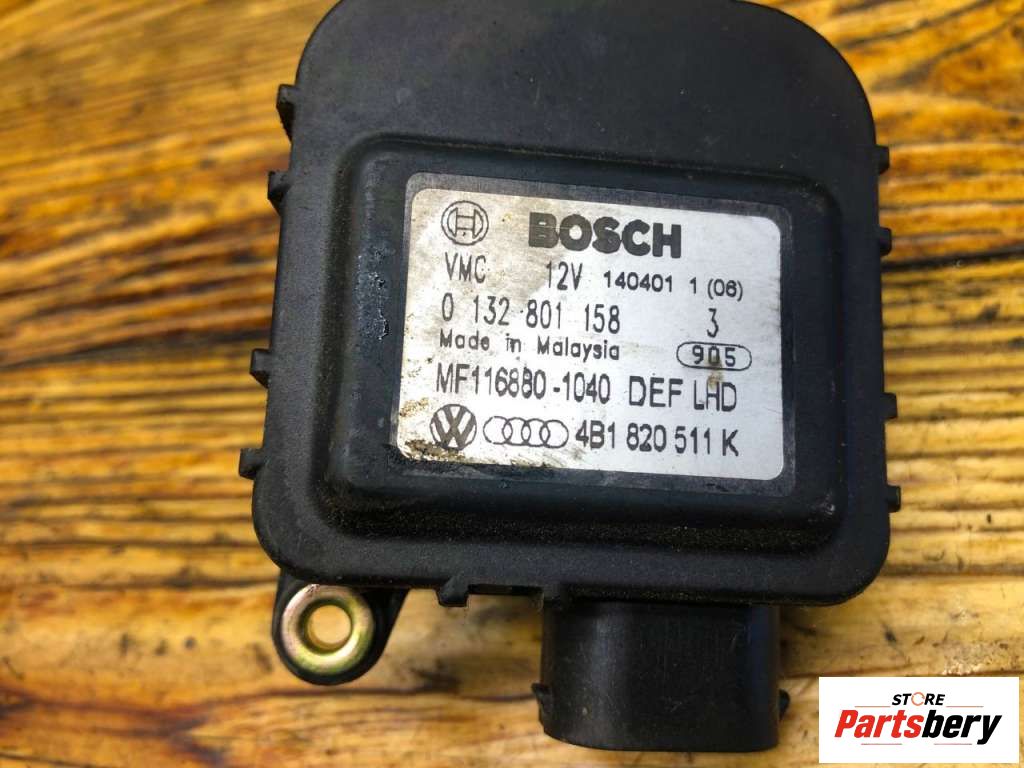 BOSCH
VMC 12V 140401 1 (06)
0 132 801 158 3
Made in Malaysia 905
MF116880-1040 DEF LHD
4B1 820 511 K
STORE
Partsbery